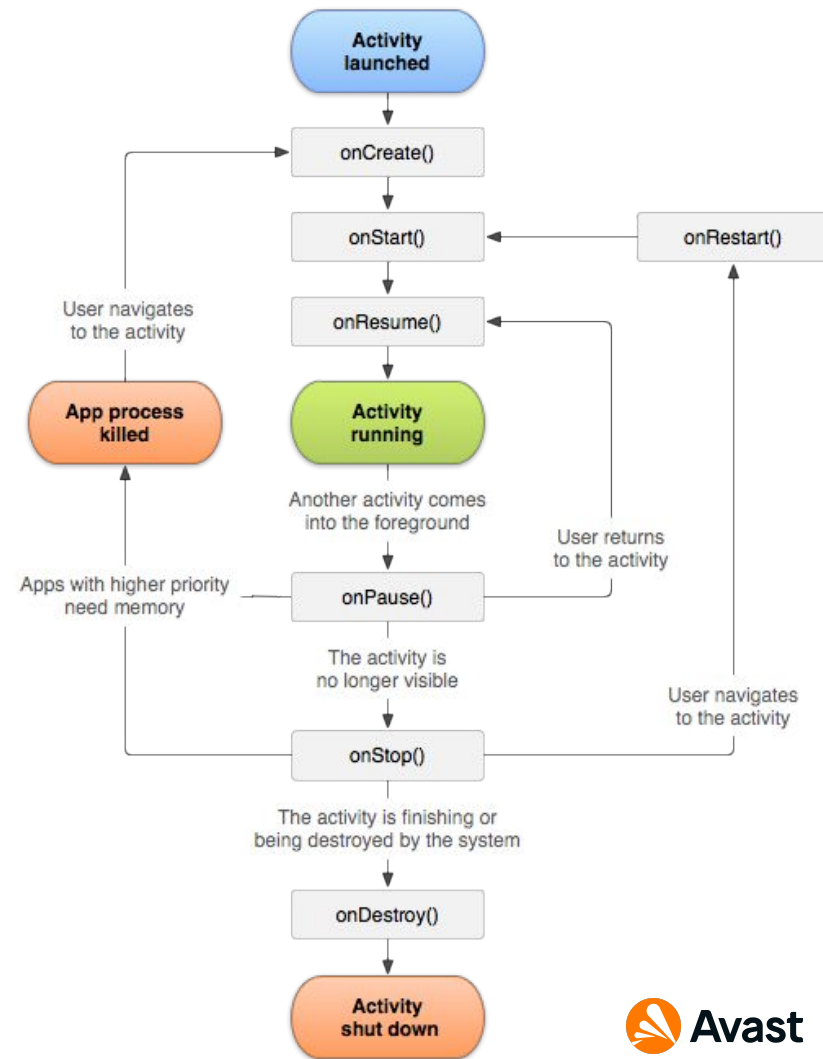 Activity
launched
onCreate()
onStart()
onRestart()
User navigates
to the activity
onResume()
App process
killed
Activity
running
Another activity comes
into the foreground
User returns
to the activity
Apps with higher priority
need memory
onPause()
The activity is
no longer visible
User navigates
to the activity
onStop()
The activity is finishing or
being destroyed by the system
onDestroy()
Activity
shut down
Avast